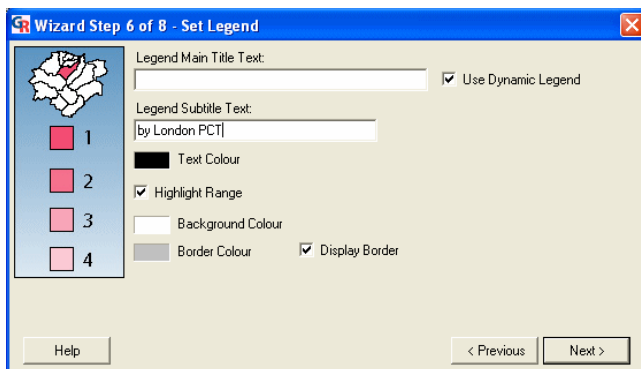 GR Wizard Step 6 of 8 - Set Legend
Legend Main Title Text:
Use Dynamic Legend
Legend Subtitle Text:
by London PCT
1
Text Colour
2
Highlight Range
3
Background Colour
4
Border Colour
Display Border
Help
< Previous
Next >